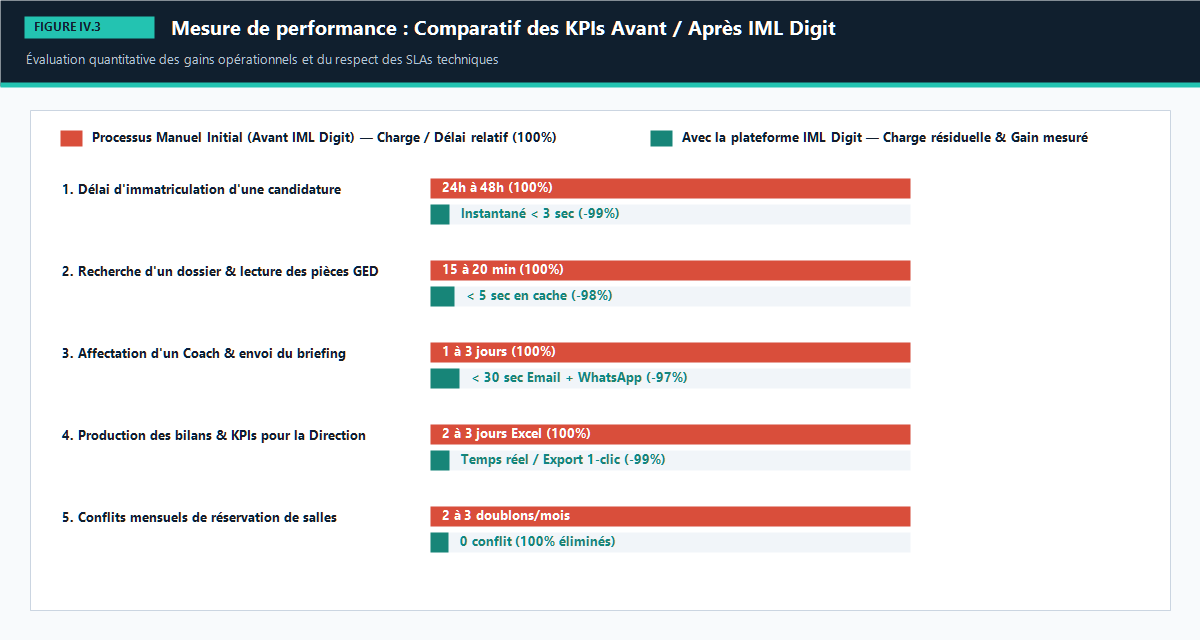 FIGURE IV.3
Mesure de performance : Comparatif des KPIs Avant / Après IML Digit
Évaluation quantitative des gains opérationnels et du respect des SLAs techniques
Processus Manuel Initial (Avant IML Digit) — Charge / Délai relatif (100%)
Avec la plateforme IML Digit — Charge résiduelle & Gain mesuré
1. Délai d'immatriculation d'une candidature
24h à 48h (100%)
Instantané < 3 sec (-99%)
2. Recherche d'un dossier & lecture des pièces GED
15 à 20 min (100%)
< 5 sec en cache (-98%)
3. Affectation d'un Coach & envoi du briefing
1 à 3 jours (100%)
< 30 sec Email + WhatsApp (-97%)
4. Production des bilans & KPIs pour la Direction
2 à 3 jours Excel (100%)
Temps réel / Export 1-clic (-99%)
5. Conflits mensuels de réservation de salles
2 à 3 doublons/mois
0 conflit (100% éliminés)